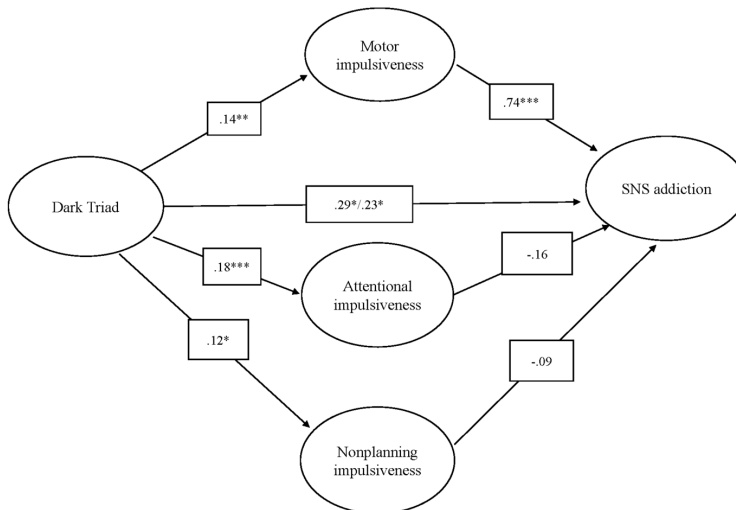 Motor
impulsiveness
.14**
.74***
Dark Triad
.29*/.23*
SNS addiction
.18***
Attentional
impulsiveness
-.16
.12*
-.09
Nonplanning
impulsiveness